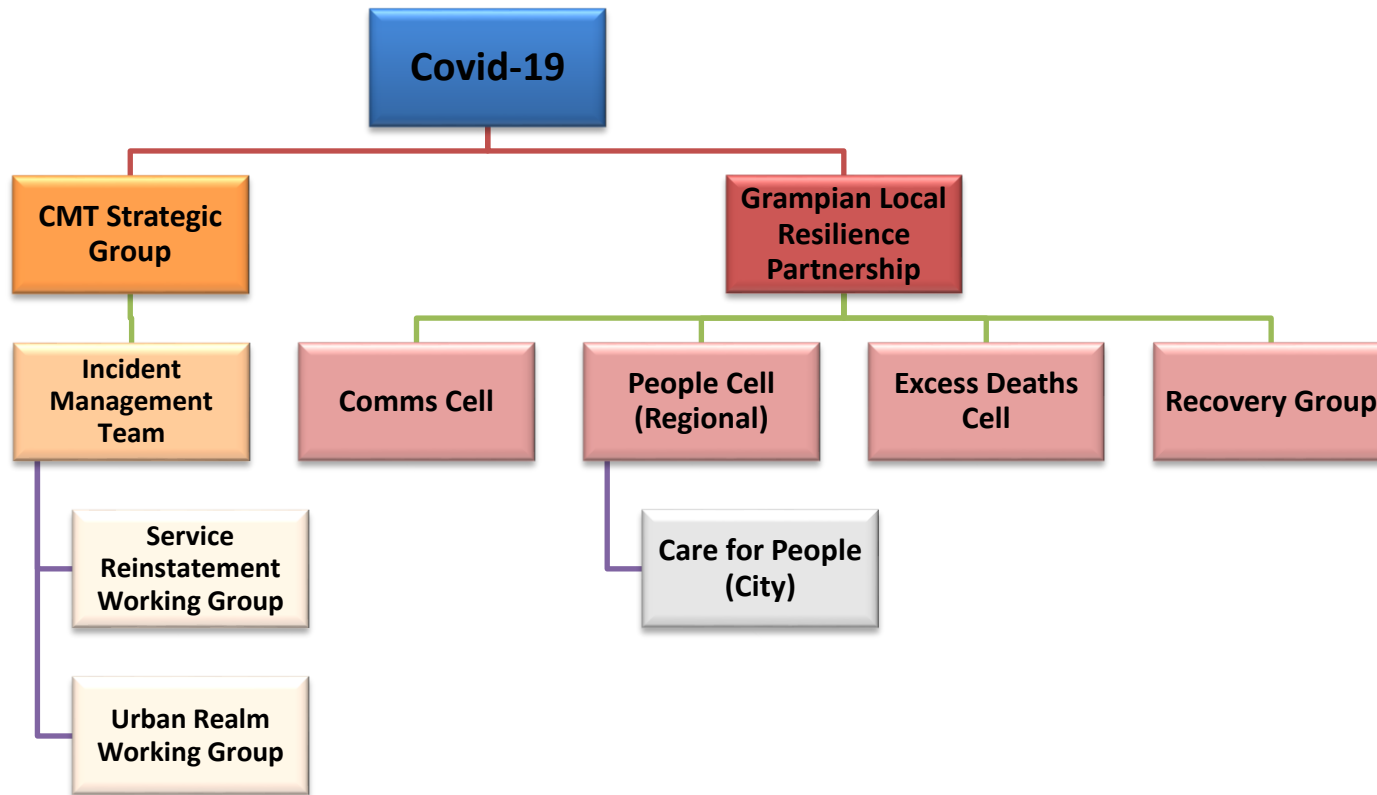 Covid-19
CMT Strategic
Group
Grampian Local
Resilience
Partnership
Incident
Management
Team
Comms Cell
People Cell
(Regional)
Excess Deaths
Cell
Recovery Group
Service
Reinstatement
Working Group
Care for People
(City)
Urban Realm
Working Group